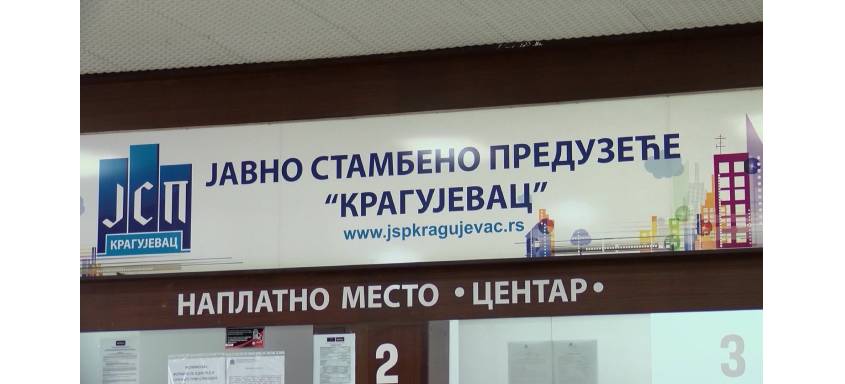 ЈАВНО СТАМБЕНО ПРЕДУЗЕЋЕ
“КРАГУЈЕВАЦ”
www.jspkragujevac.rs
ЈСП
КРАГУЈЕВАЦ
НАПЛАТНО МЕСТО • ЦЕНТАР •
2
3